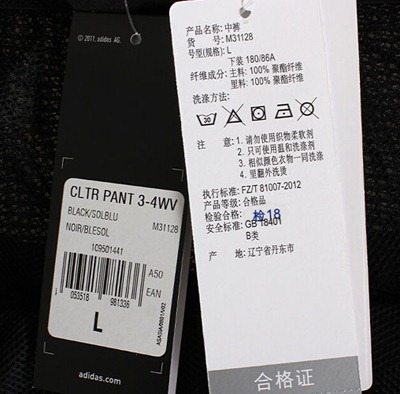 © 2011, adidas AG.
CLTR PANT 3-4WV
BLACK/SOLBLU
M31128
NOIR/BLESOL
1C9501441
A50
EAN
050518
981336
L
adidas.com
产品名称: 中裤
货 号: M31128
型号(规格): L
下装 180/86A
纤维成分: 主料: 100% 聚酯纤维
里料: 100% 聚酯纤维
洗涤方法:
30
1. 请勿使用织物柔软剂
2. 只可使用温和洗涤剂
3. 相似颜色衣物一同洗涤
4. 里翻外洗烫
执行标准: FZ/T 81007-2012
产品等级: 合格品
检验合格: 检18
安全标准: GB 18401
B类
产 地: 辽宁省丹东市
合格证